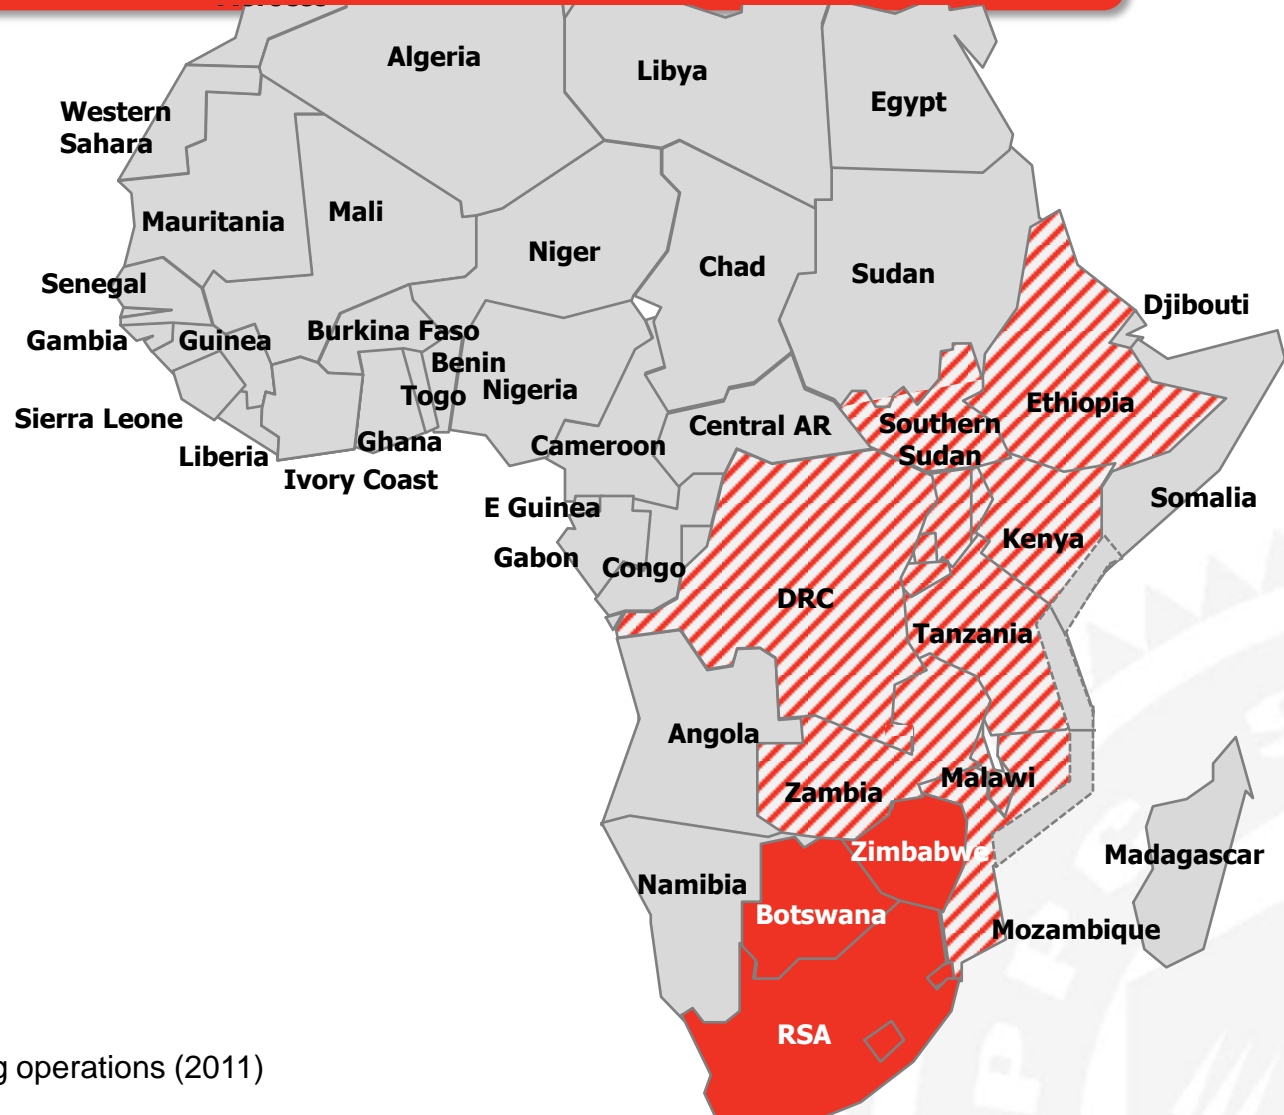 Algeria
Libya
Egypt
Western
Sahara
Mauritania
Mali
Niger
Chad
Sudan
Senegal
Djibouti
Gambia
Guinea
Burkina Faso
Benin
Togo
Nigeria
Ethiopia
Sierra Leone
Liberia
Ghana
Ivory Coast
Cameroon
Central AR
Southern
Sudan
Somalia
E Guinea
Gabon
Congo
Kenya
DRC
Tanzania
Angola
Zambia
Malawi
Zimbabwe
Madagascar
Namibia
Botswana
Mozambique
RSA
g operations (2011)